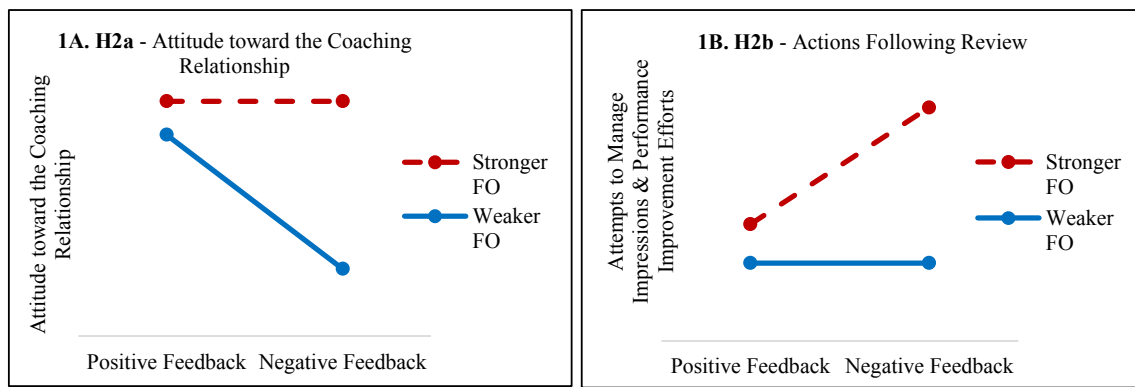 1A. H2a - Attitude toward the Coaching
Relationship
Attitude toward the Coaching
Relationship
Stronger
FO
Weaker
FO
Positive Feedback Negative Feedback
1B. H2b - Actions Following Review
Attempts to Manage
Impressions & Performance
Improvement Efforts
Stronger
FO
Weaker
FO
Positive Feedback Negative Feedback